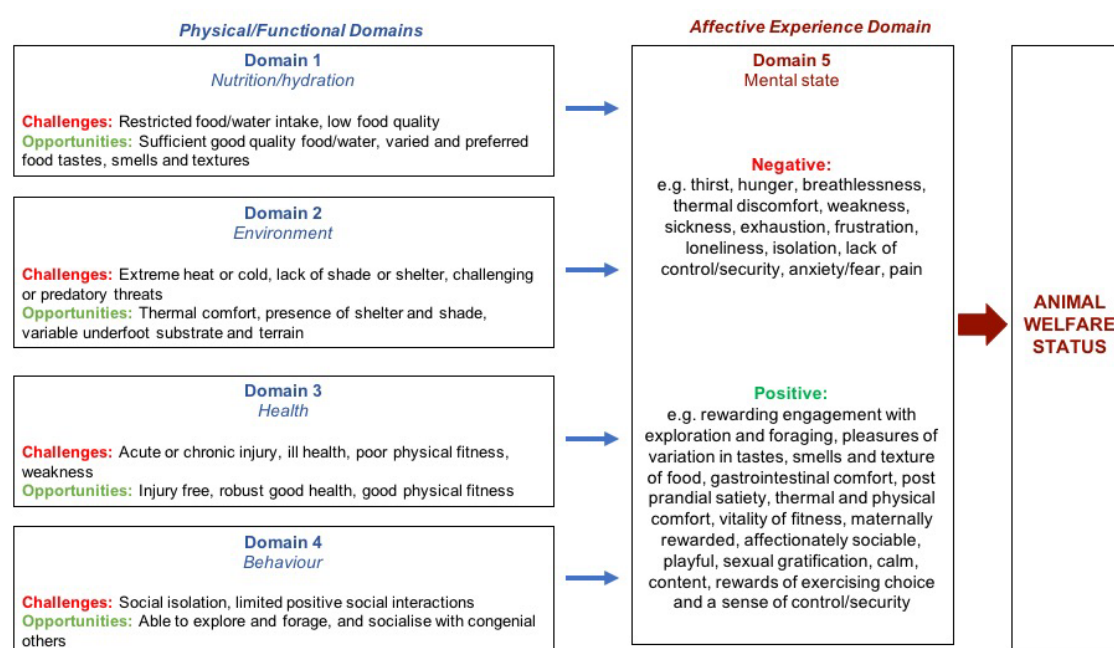 Physical/Functional Domains
Domain 1
Nutrition/hydration
Challenges: Restricted food/water intake, low food quality
Opportunities: Sufficient good quality food/water, varied and preferred
food tastes, smells and textures
Domain 2
Environment
Challenges: Extreme heat or cold, lack of shade or shelter, challenging
or predatory threats
Opportunities: Thermal comfort, presence of shelter and shade,
variable underfoot substrate and terrain
Domain 3
Health
Challenges: Acute or chronic injury, ill health, poor physical fitness,
weakness
Opportunities: Injury free, robust good health, good physical fitness
Domain 4
Behaviour
Challenges: Social isolation, limited positive social interactions
Opportunities: Able to explore and forage, and socialise with congenial
others
Affective Experience Domain
Domain 5
Mental state
Negative:
e.g. thirst, hunger, breathlessness,
thermal discomfort, weakness,
sickness, exhaustion, frustration,
loneliness, isolation, lack of
control/security, anxiety/fear, pain
Positive:
e.g. rewarding engagement with
exploration and foraging, pleasures of
variation in tastes, smells and texture
of food, gastrointestinal comfort, post
prandial satiety, thermal and physical
comfort, vitality of fitness, maternally
rewarded, affectionately sociable,
playful, sexual gratification, calm,
content, rewards of exercising choice
and a sense of control/security
ANIMAL
WELFARE
STATUS